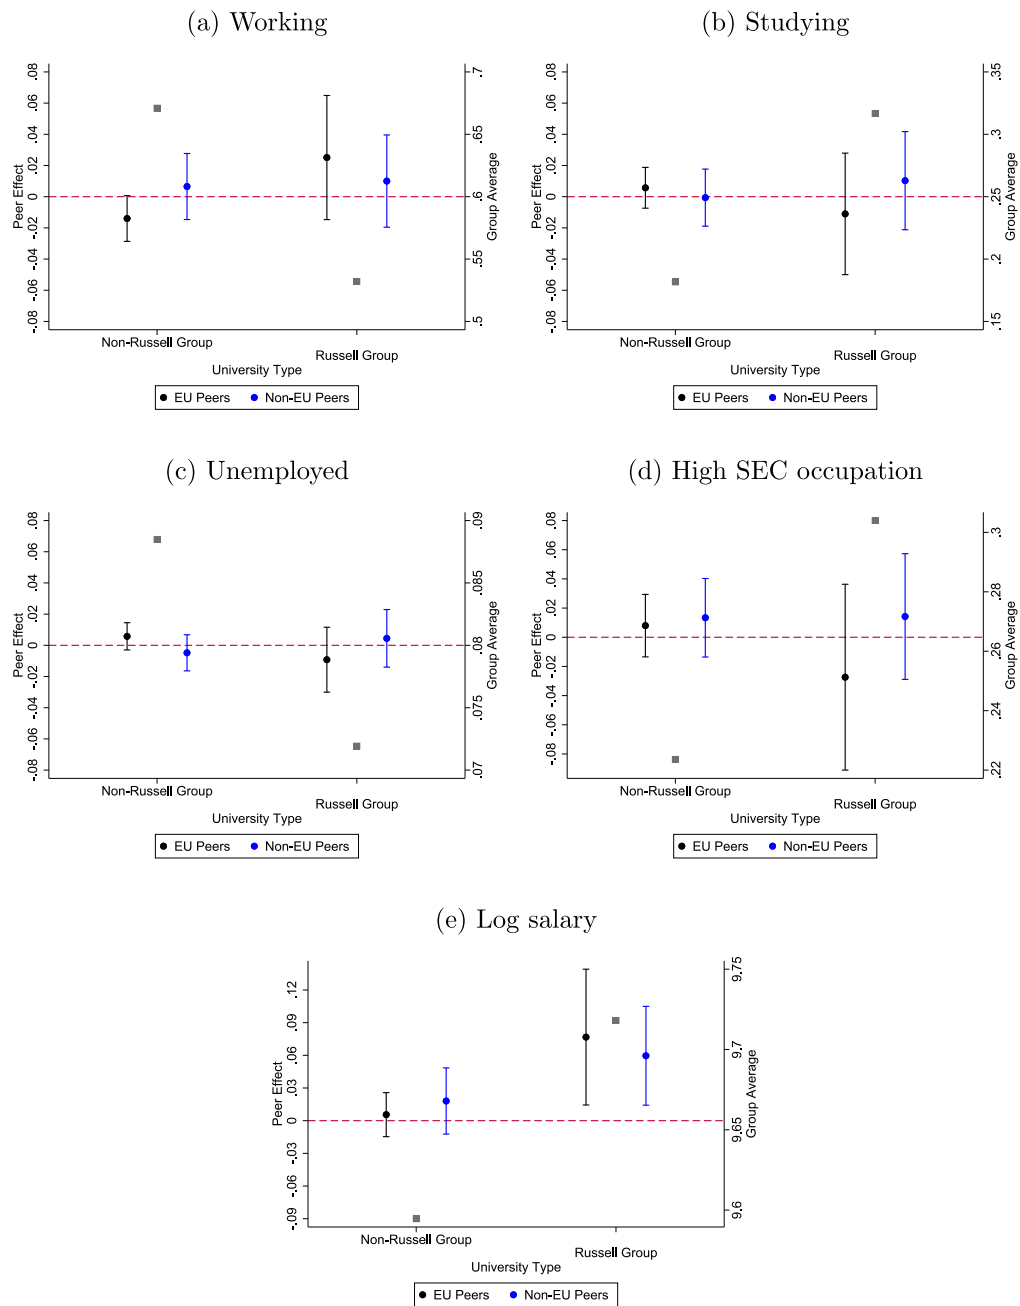 (a) Working
.08
.06
.04
.02
0
-.02
-.04
-.06
-.08
Peer Effect
.7
.65
.6
.55
.5
Group Average
Non-Russell Group
Russell Group
University Type
EU Peers Non-EU Peers
(b) Studying
.08
.06
.04
.02
0
-.02
-.04
-.06
-.08
Peer Effect
.35
.3
.25
.2
.15
Group Average
Non-Russell Group
Russell Group
University Type
EU Peers Non-EU Peers
(c) Unemployed
.08
.06
.04
.02
0
-.02
-.04
-.06
-.08
Peer Effect
.09
.085
.08
.075
.07
Group Average
Non-Russell Group
Russell Group
University Type
EU Peers Non-EU Peers
(d) High SEC occupation
.08
.06
.04
.02
0
-.02
-.04
-.06
-.08
Peer Effect
.3
.28
.26
.24
.22
Group Average
Non-Russell Group
Russell Group
University Type
EU Peers Non-EU Peers
(e) Log salary
.12
.09
.06
.03
0
-.03
-.06
-.09
Peer Effect
9.75
9.7
9.65
9.6
Group Average
Non-Russell Group
Russell Group
University Type
EU Peers Non-EU Peers